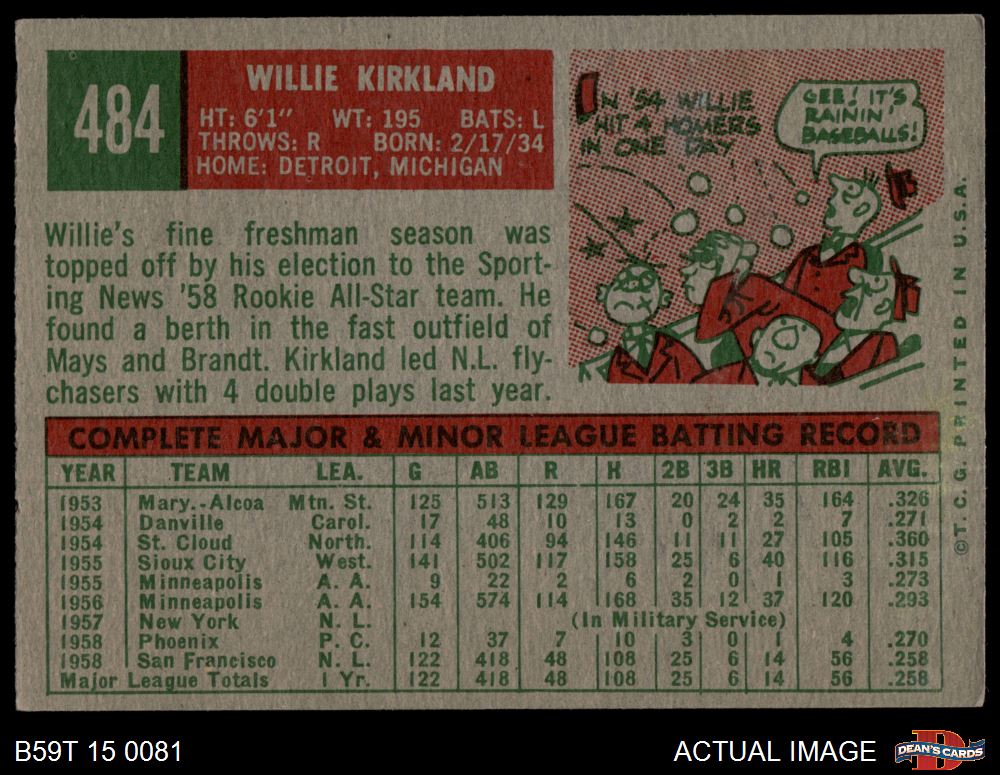 484
WILLIE KIRKLAND
HT: 6'1" WT: 195 BATS: L
THROWS: R BORN: 2/17/34
HOME: DETROIT, MICHIGAN
IN '54 WILLIE
HIT 4 HOMERS
IN ONE DAY
GEE! IT'S
RAININ'
BASEBALLS!
Willie's fine freshman season was
topped off by his election to the Sport-
ing News '58 Rookie All-Star team. He
found a berth in the fast outfield of
Mays and Brandt. Kirkland led N.L. fly-
chasers with 4 double plays last year.
COMPLETE MAJOR & MINOR LEAGUE BATTING RECORD
YEAR TEAM LEA. G AB R H 2B 3B HR RBI AVG.
1953 Mary.-Alcoa Mtn. St. 125 513 129 167 20 24 35 164 .326
1954 Danville Carol. 17 48 10 13 0 2 2 7 .271
1954 St. Cloud North. 114 406 94 146 11 11 27 105 .360
1955 Sioux City West. 141 502 117 158 25 6 40 116 .315
1955 Minneapolis A. A. 9 22 2 6 2 0 1 3 .273
1956 Minneapolis A. A. 154 574 114 168 35 12 37 120 .293
1957 New York N. L. (In Military Service)
1958 Phoenix P. C. 12 37 7 10 3 0 1 4 .270
1958 San Francisco N. L. 122 418 48 108 25 6 14 56 .258
Major League Totals 1 Yr. 122 418 48 108 25 6 14 56 .258
©T.C.G. PRINTED IN U.S.A.
B59T 15 0081
ACTUAL IMAGE
DEAN'S CARDS